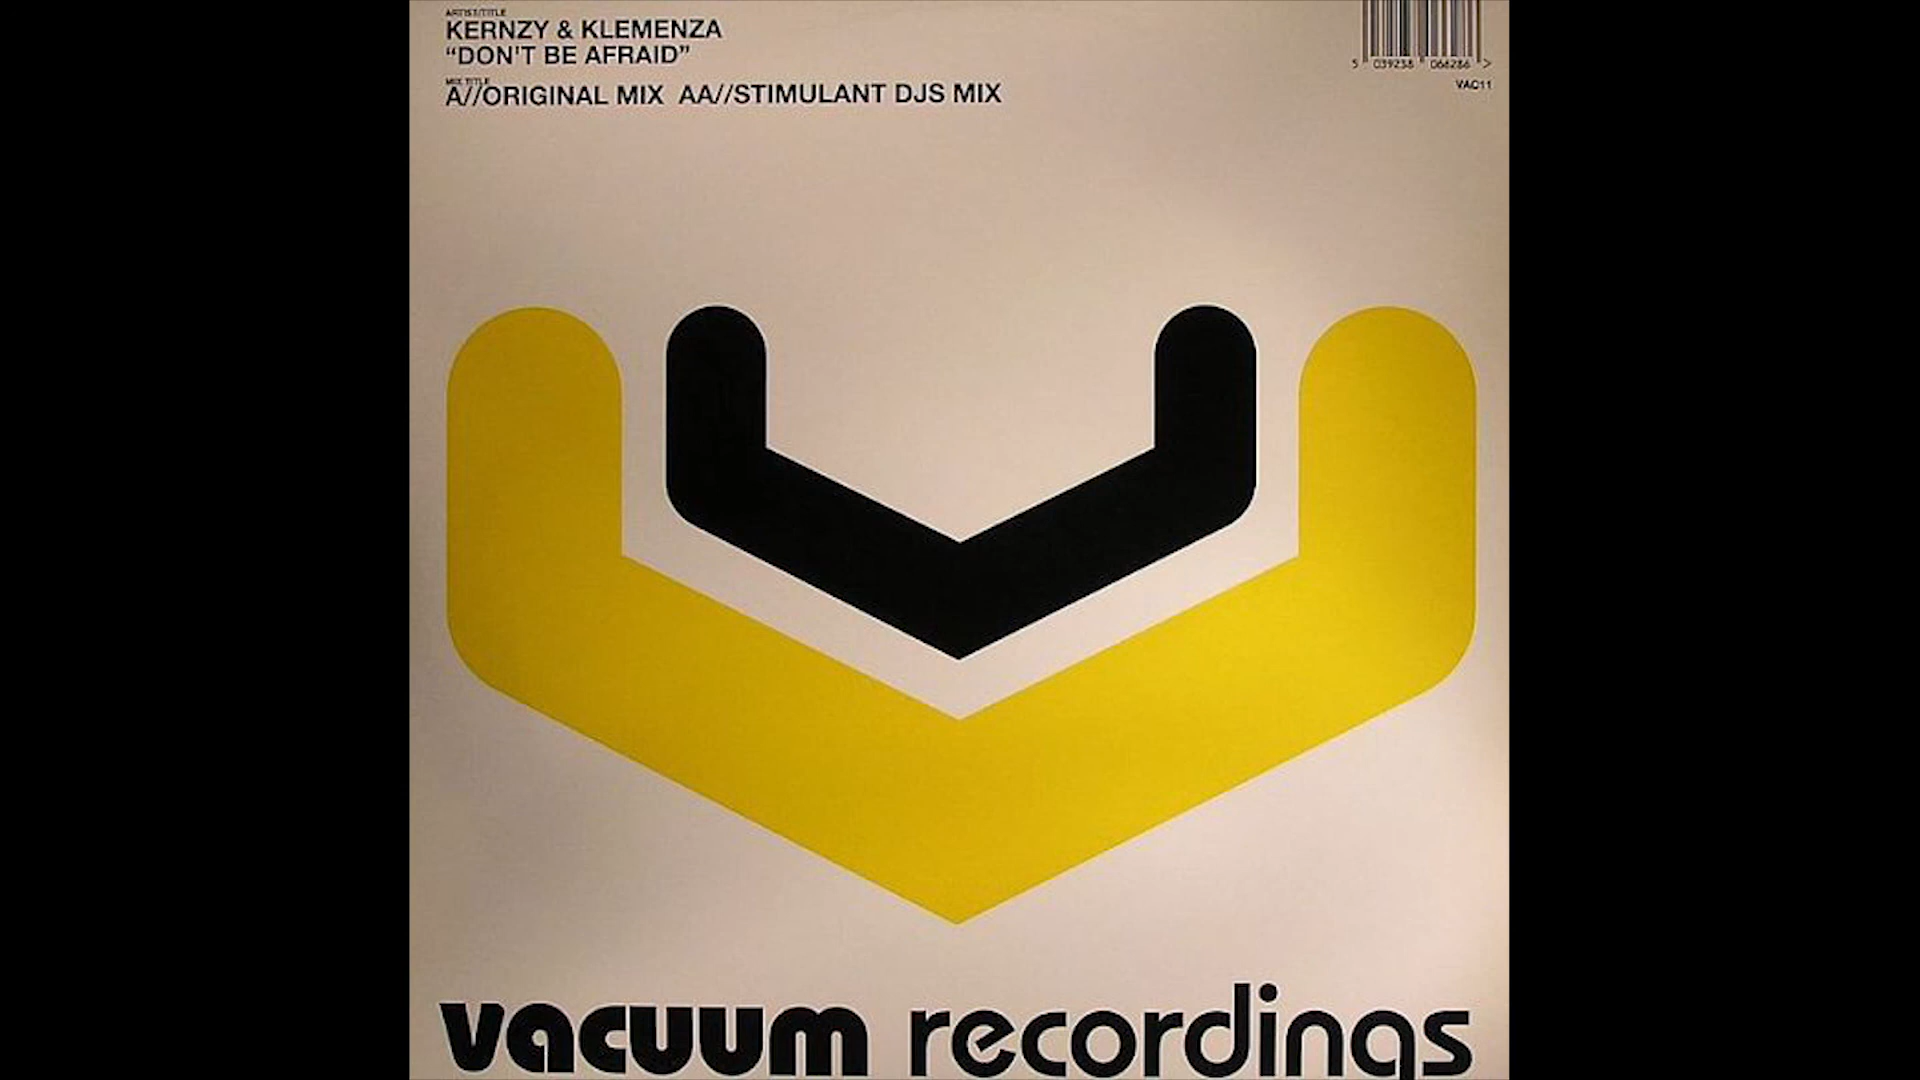 ARTIST/TITLE
KERNZY & KLEMENZA
“DON'T BE AFRAID”
MIX TITLE
A//ORIGINAL MIX AA//STIMULANT DJS MIX
5 039238 066286 >
VAC11
vacuum recordings